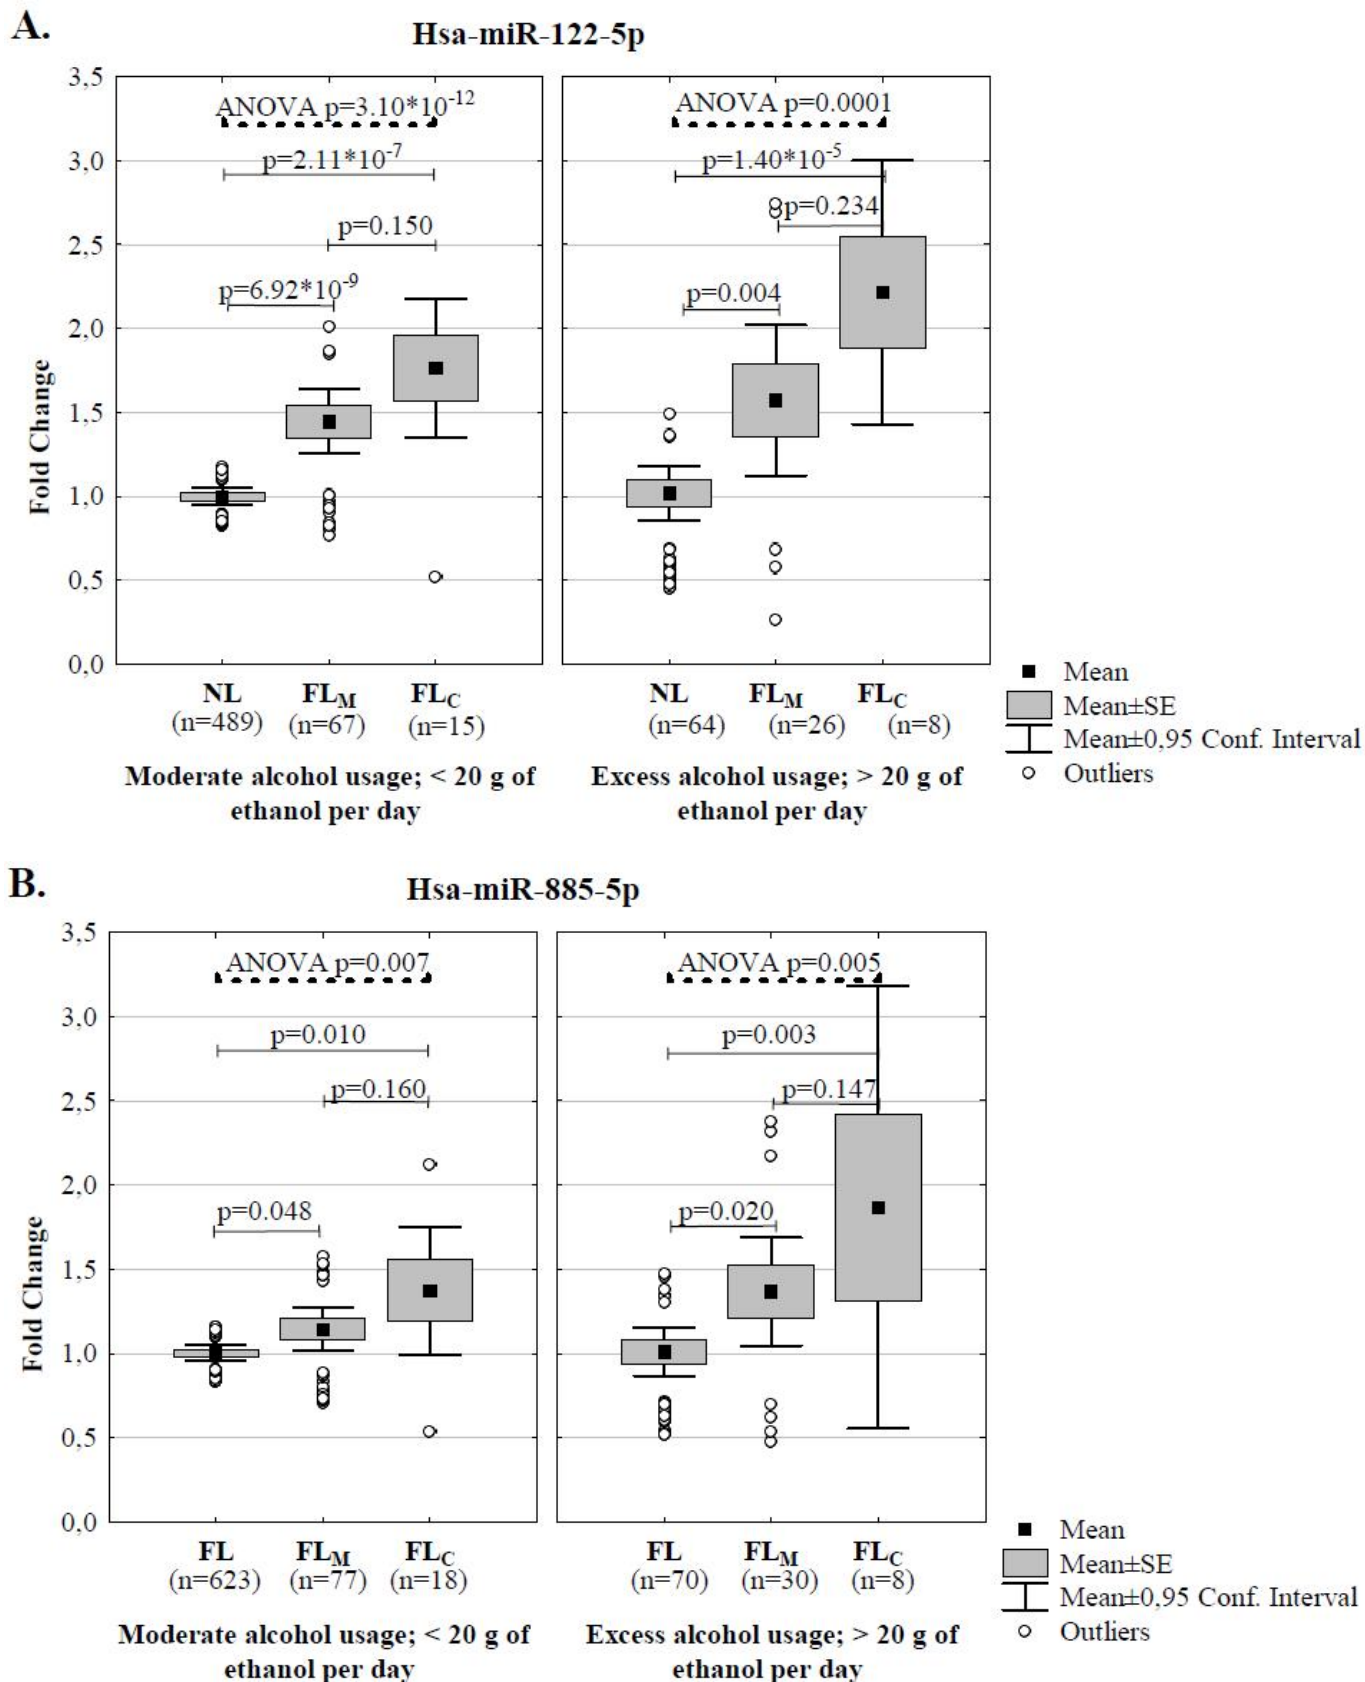 A.
Hsa-miR-122-5p
3,5
3,0
2,5
2,0
1,5
1,0
0,5
0,0
Fold Change
ANOVA p=3.10*10-12
p=2.11*10-7
p=0.150
p=6.92*10-9
ANOVA p=0.0001
p=1.40*10-5
p=0.234
p=0.004
NL FLM FLC
(n=489) (n=67) (n=15)
Moderate alcohol usage; < 20 g of
ethanol per day
NL FLM FLC
(n=64) (n=26) (n=8)
Excess alcohol usage; > 20 g of
ethanol per day
Mean
Mean±SE
Mean±0,95 Conf. Interval
Outliers
B.
Hsa-miR-885-5p
3,5
3,0
2,5
2,0
1,5
1,0
0,5
0,0
Fold Change
ANOVA p=0.007
p=0.010
p=0.160
p=0.048
ANOVA p=0.005
p=0.003
p=0.147
p=0.020
FL FLM FLC
(n=623) (n=77) (n=18)
Moderate alcohol usage; < 20 g of
ethanol per day
FL FLM FLC
(n=70) (n=30) (n=8)
Excess alcohol usage; > 20 g of
ethanol per day
Mean
Mean±SE
Mean±0,95 Conf. Interval
Outliers